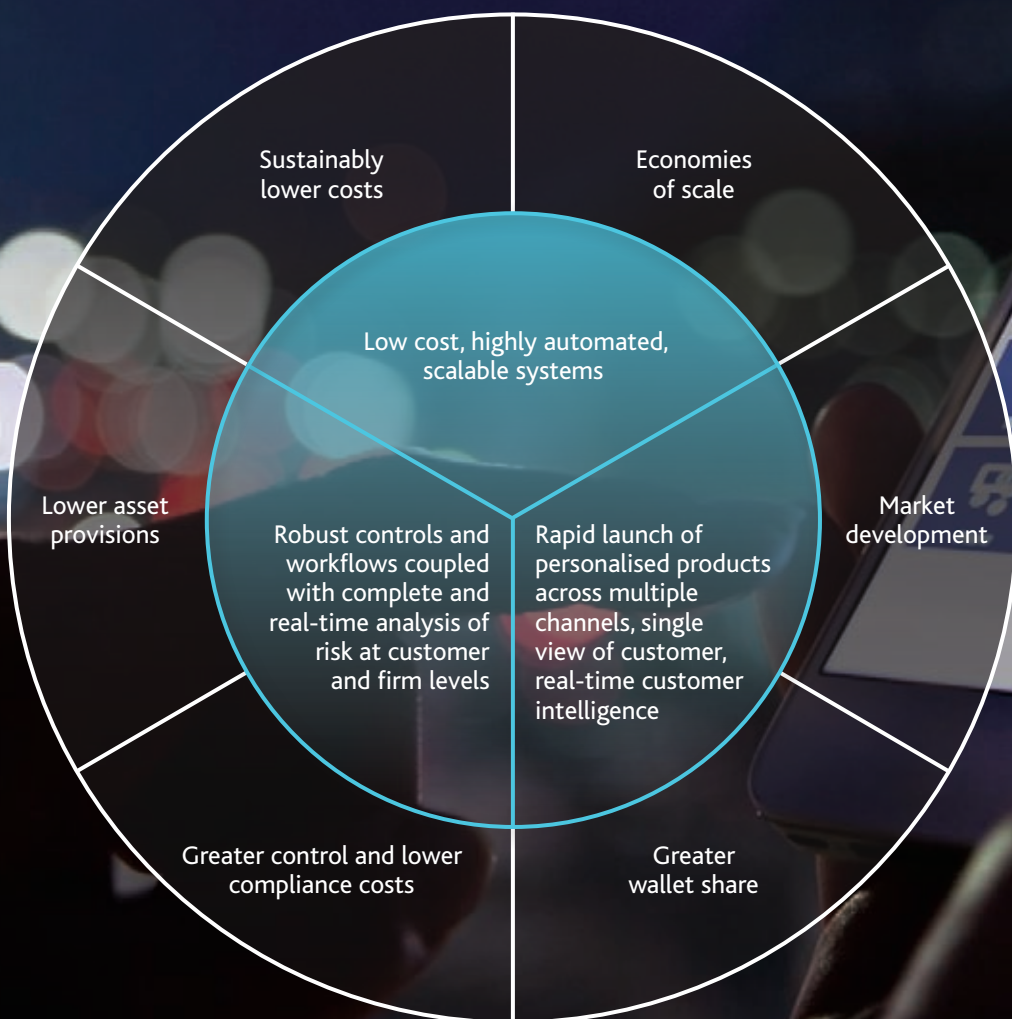 Sustainably
lower costs
Economies
of scale
Low cost, highly automated,
scalable systems
Lower asset
provisions
Robust controls and
workflows coupled
with complete and
real-time analysis of
risk at customer
and firm levels
Rapid launch of
personalised products
across multiple
channels, single
view of customer,
real-time customer
intelligence
Market
development
Greater control and lower
compliance costs
Greater
wallet share